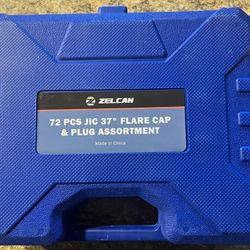 ZELCAN
72 PCS JIC 37° FLARE CAP
& PLUG ASSORTMENT
Made in China